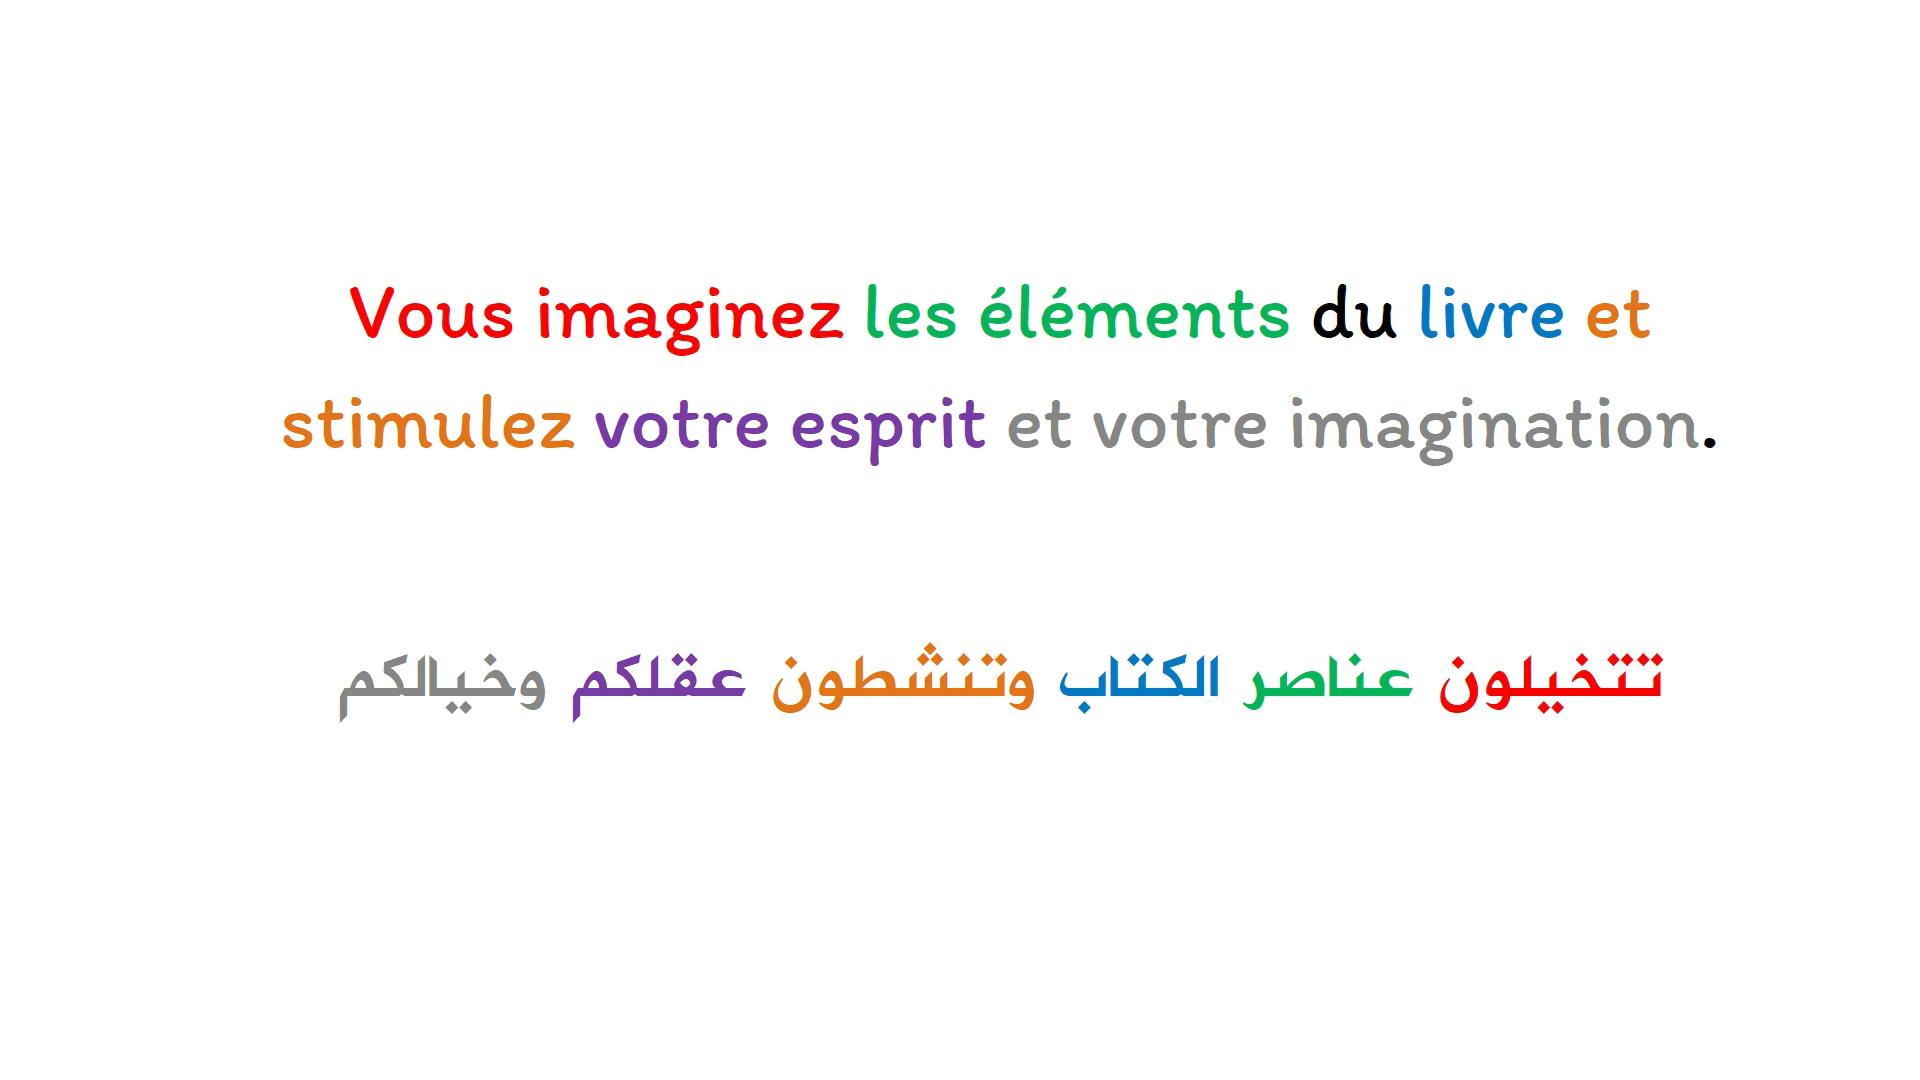 Vous imaginez les éléments du livre et
stimulez votre esprit et votre imagination.
تتخيلون عناصر الكتاب وتنشطون عقلكم وخيالكم